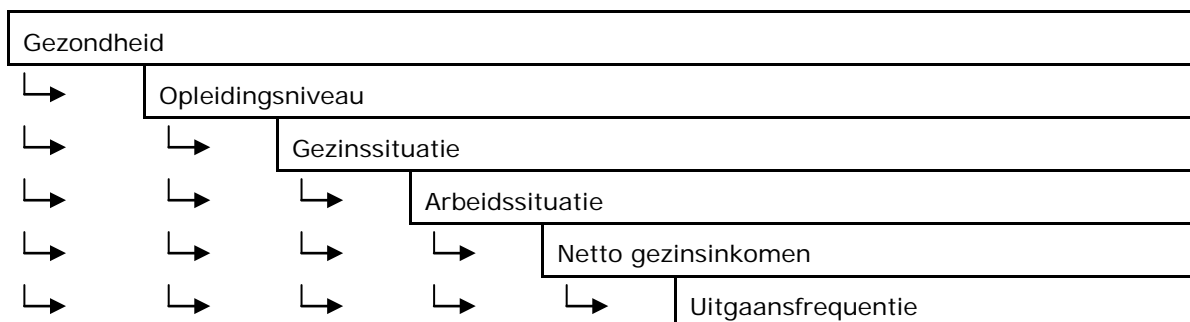 Gezondheid
Opleidingsniveau
Gezinssituatie
Arbeidssituatie
Netto gezinsinkomen
Uitgaansfrequentie